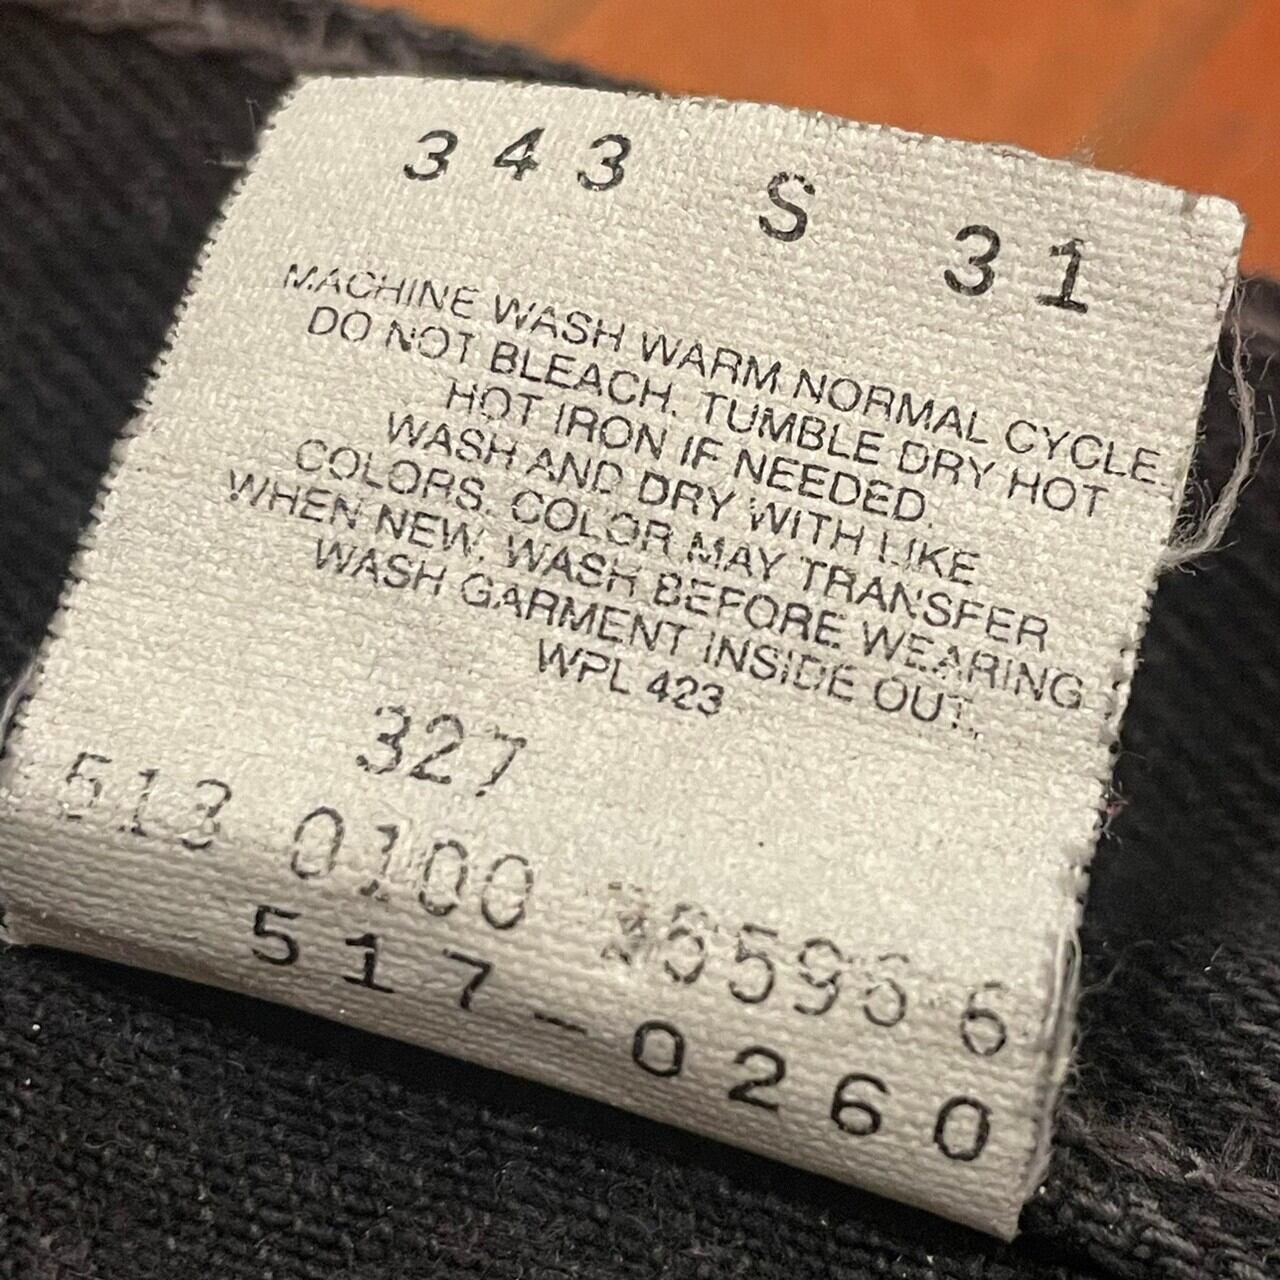 343 S 31
MACHINE WASH WARM NORMAL CYCLE.
DO NOT BLEACH. TUMBLE DRY HOT
HOT IRON IF NEEDED.
WASH AND DRY WITH LIKE
COLORS. COLOR MAY TRANSFER
WHEN NEW. WASH BEFORE WEARING
WASH GARMENT INSIDE OUT.
WPL 423
327
513 0100
517-0260